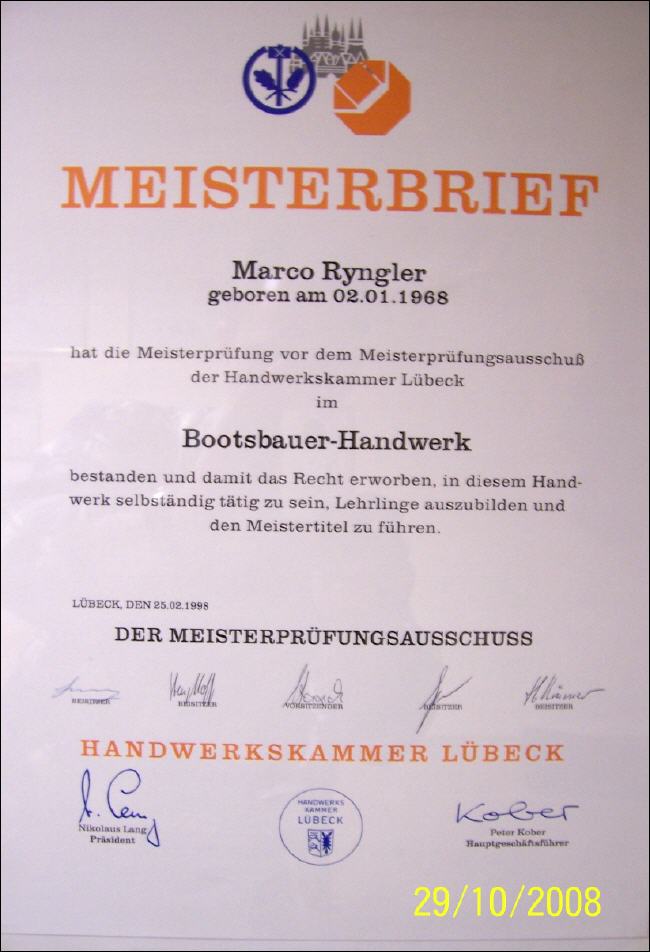 MEISTERBRIEF
Marco Ryngler
geboren am 02.01.1968
hat die Meisterprüfung vor dem Meisterprüfungsausschuß
der Handwerkskammer Lübeck
im
Bootsbauer-Handwerk
bestanden und damit das Recht erworben, in diesem Hand-
werk selbständig tätig zu sein, Lehrlinge auszubilden und
den Meistertitel zu führen.
LÜBECK, DEN 25.02.1998
DER MEISTERPRÜFUNGSAUSSCHUSS
BEISITZER BEISITZER VORSITZENDER BEISITZER BEISITZER
HANDWERKSKAMMER LÜBECK
Nikolaus Lang
Präsident
HANDWERKS
KAMMER
LÜBECK
Kober
Peter Kober
Hauptgeschäftsführer
29/10/2008